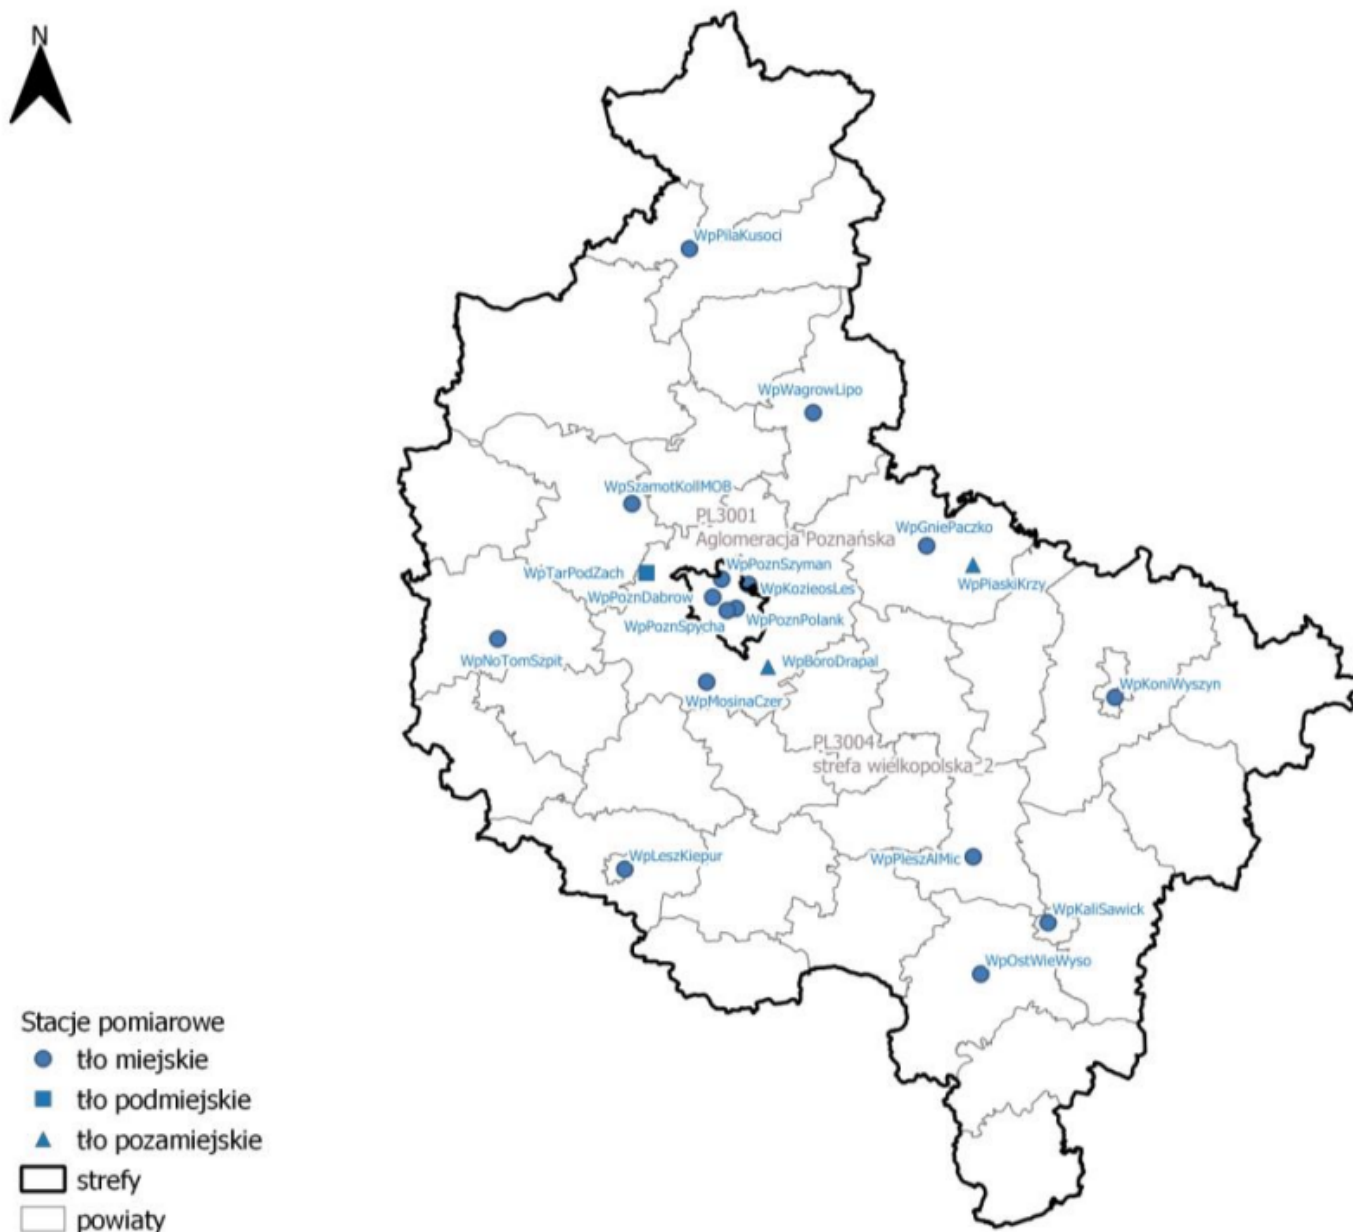 N
WpPilaKusoci
WpWagrowLipo
WpSzamotKollMOB
PL3001
Aglomeracja Poznańska
WpGniePaczko
WpPiaskiKrzy
WpTarPodZach
WpPoznSzyman
WpKozieosLes
WpPoznDabrow
WpPoznPolank
WpPoznSpycha
WpNoTomSzpit
WpBoroDrapal
WpMosinaCzer
WpKoniWyszyn
PL3004
strefa wielkopolska_2
WpLeszKiepur
WpPleszAlMic
WpKaliSawick
WpOstWieWyso
Stacje pomiarowe
tło miejskie
tło podmiejskie
tło pozamiejskie
strefy
powiaty